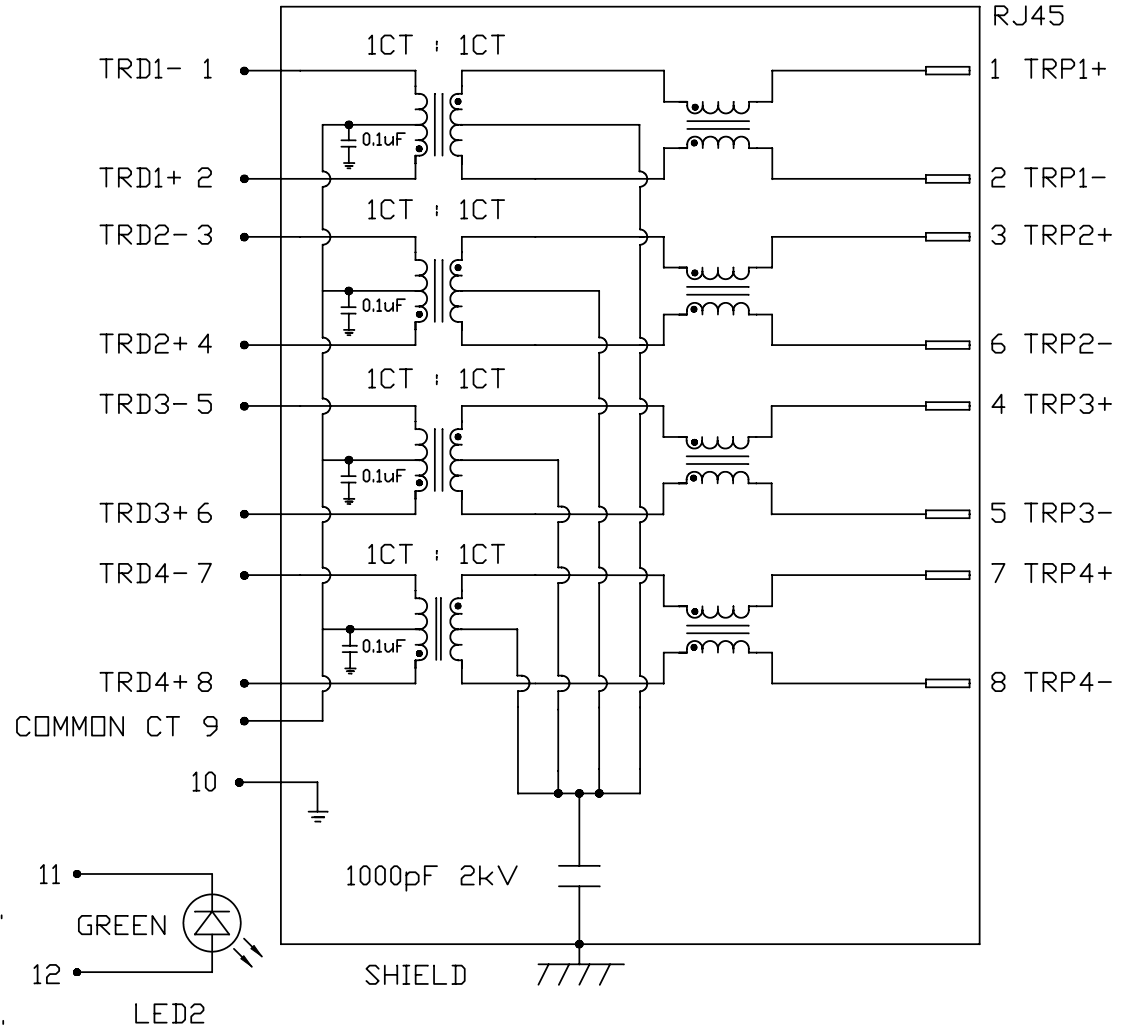 RJ45
1CT : 1CT
TRD1- 1
1 TRP1+
0.1uF
TRD1+ 2
2 TRP1-
1CT : 1CT
TRD2- 3
3 TRP2+
0.1uF
TRD2+ 4
6 TRP2-
1CT : 1CT
TRD3- 5
4 TRP3+
0.1uF
TRD3+ 6
5 TRP3-
1CT : 1CT
TRD4- 7
7 TRP4+
0.1uF
TRD4+ 8
8 TRP4-
COMMON CT 9
10
11
1000pF 2kV
GREEN
12
SHIELD
LED2